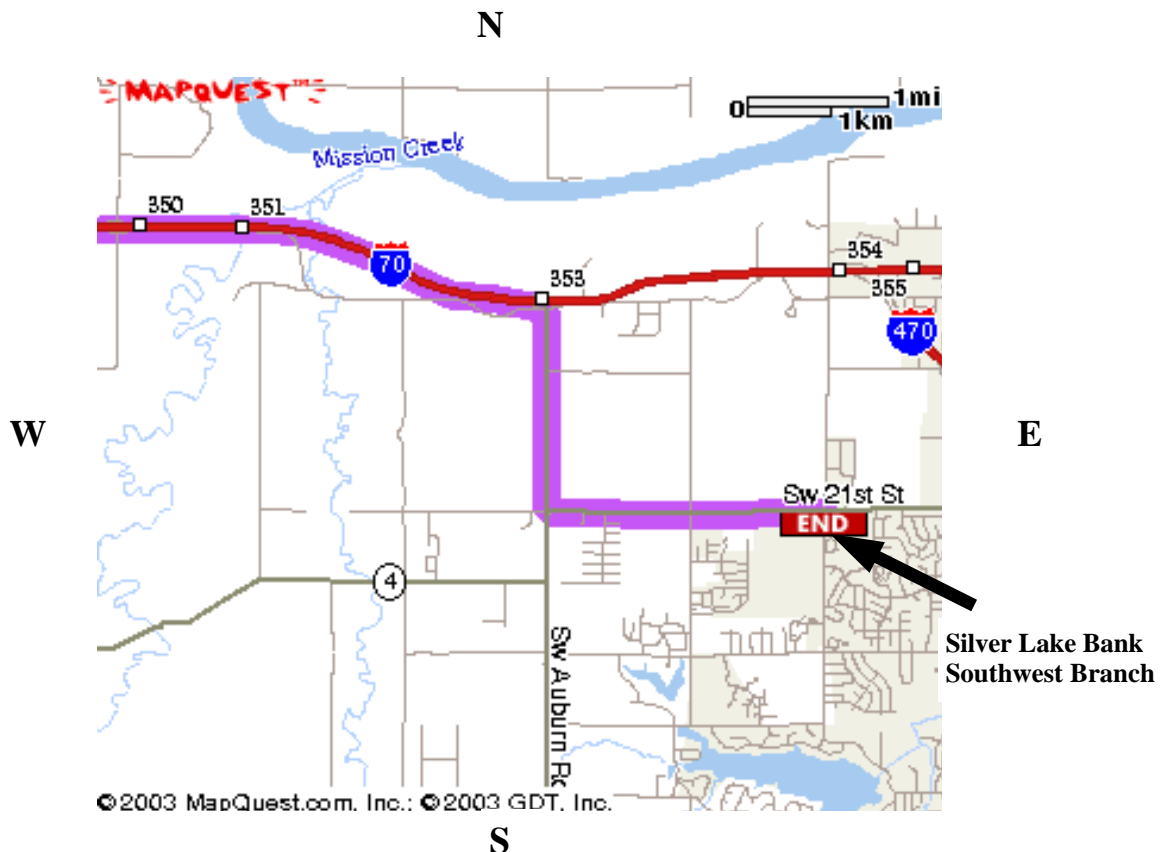 N
MAPQUEST™
0 1mi
1km
Mission Creek
350
351
70
353
354
355
470
W
E
Sw 21st St
END
4
Silver Lake Bank
Southwest Branch
Sw Auburn Rd
©2003 MapQuest.com, Inc.; ©2003 GDT, Inc.
S